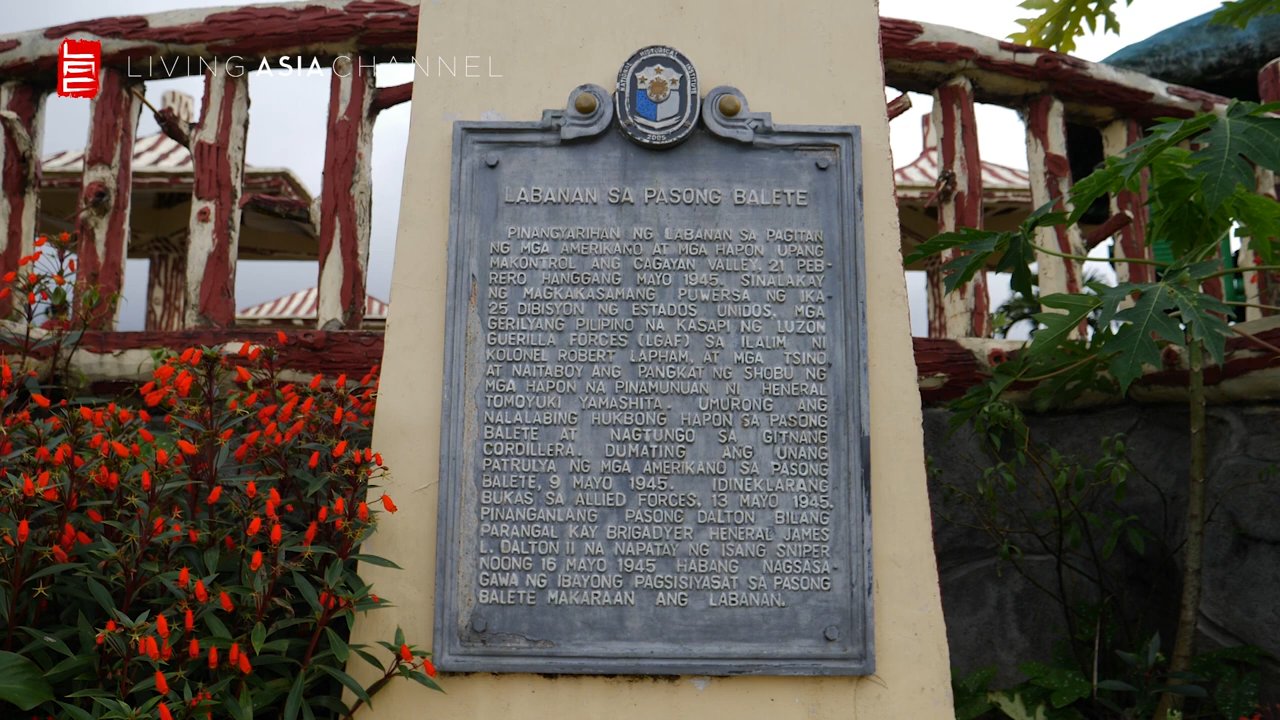 LIVINGASIACHANNEL
NATIONAL HISTORICAL INSTITUTE
2005
LABANAN SA PASONG BALETE
PINANGYARIHAN NG LABANAN SA PAGITAN
NG MGA AMERIKANO AT MGA HAPON UPANG
MAKONTROL ANG CAGAYAN VALLEY, 21 PEB-
RERO HANGGANG MAYO 1945. SINALAKAY
NG MAGKAKASAMANG PUWERSA NG IKA
25 DIBISYON NG ESTADOS UNIDOS, MGA
GERILYANG PILIPINO NA KASAPI NG LUZON
GUERILLA FORCES (LGAF) SA ILALIM NI
KOLONEL ROBERT LAPHAM, AT MGA TSINO
AT NAITABOY ANG PANGKAT NG SHOBU NG
MGA HAPON NA PINAMUNUAN NI HENERAL
TOMOYUKI YAMASHITA. UMURONG ANG
NALALABING HUKBONG HAPON SA PASONG
BALETE AT NAGTUNGO SA GITNANG
CORDILLERA. DUMATING ANG UNANG
PATRULYA NG MGA AMERIKANO SA PASONG
BALETE, 9 MAYO 1945. IDINEKLARANG
BUKAS SA ALLIED FORCES, 13 MAYO 1945.
PINANGANLANG PASONG DALTON BILANG
PARANGAL KAY BRIGADYER HENERAL JAMES
L. DALTON II NA NAPATAY NG ISANG SNIPER
NOONG 16 MAYO 1945 HABANG NAGSASA-
GAWA NG IBAYONG PAGSISIYASAT SA PASONG
BALETE MAKARAAN ANG LABANAN.